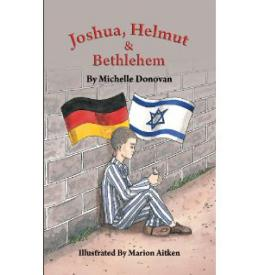 Joshua, Helmut
&
Bethlehem
By Michelle Donovan
Illustrated By Marion Aitken